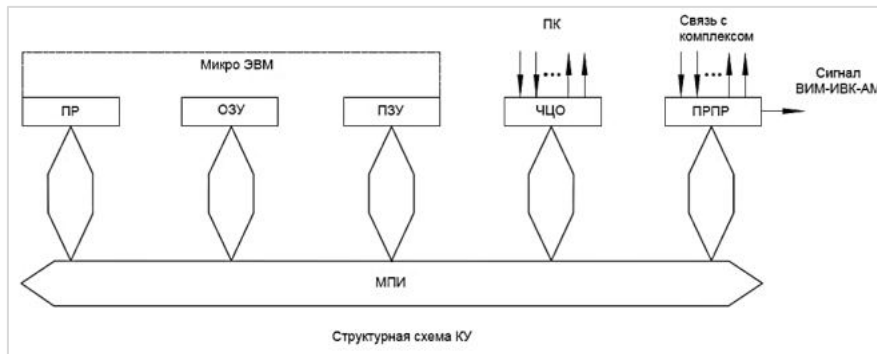 ПК
Связь с
комплексом
Микро ЭВМ
Сигнал
ВИМ-ИВК-АМ
ПР
ОЗУ
ПЗУ
ЧЦО
ПРПР
МПИ
Структурная схема КУ